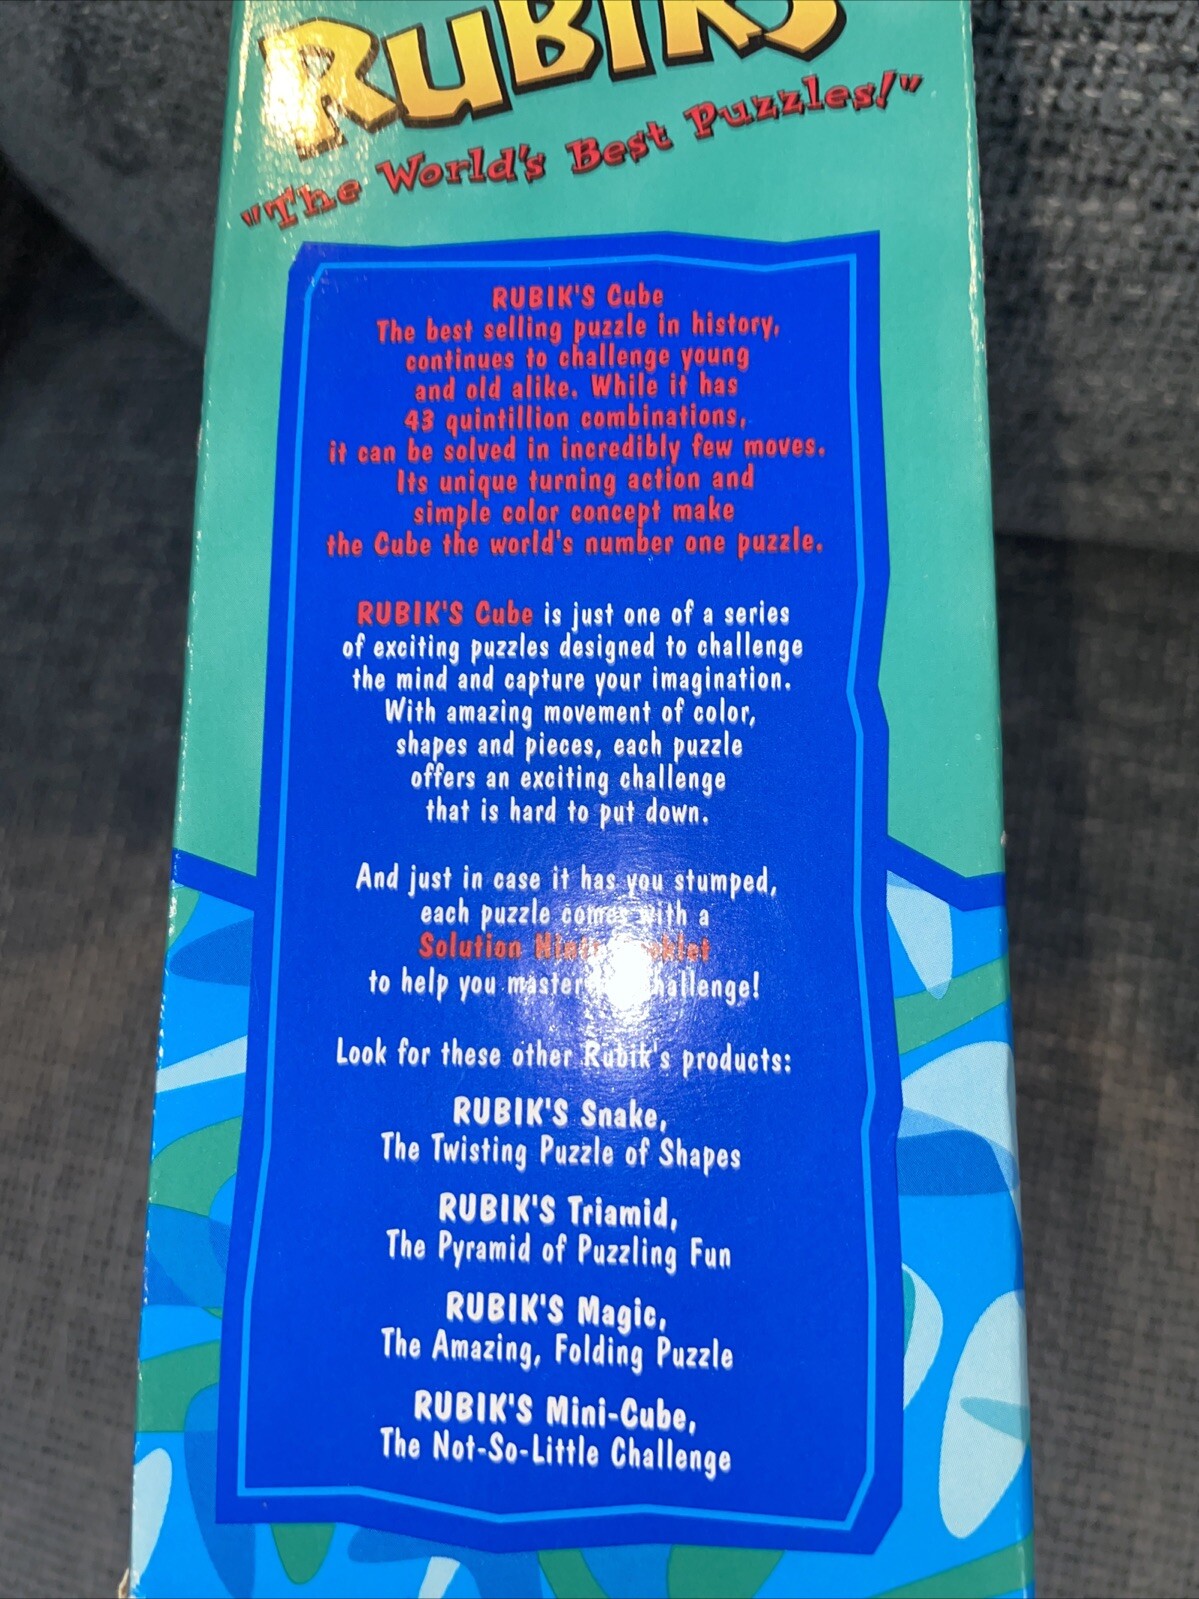 RUBIK'S
"The World's Best Puzzles!"
RUBIK'S Cube
The best selling puzzle in history,
continues to challenge young
and old alike. While it has
43 quintillion combinations,
it can be solved in incredibly few moves.
Its unique turning action and
simple color concept make
the Cube the world's number one puzzle.
RUBIK'S Cube is just one of a series
of exciting puzzles designed to challenge
the mind and capture your imagination.
With amazing movement of color,
shapes and pieces, each puzzle
offers an exciting challenge
that is hard to put down.
And just in case it has you stumped,
each puzzle comes with a
Solution
to help you master challenge!
Look for these other Rubik's products:
RUBIK'S Snake,
The Twisting Puzzle of Shapes
RUBIK'S Triamid,
The Pyramid of Puzzling Fun
RUBIK'S Magic,
The Amazing, Folding Puzzle
RUBIK'S Mini-Cube,
The Not-So-Little Challenge